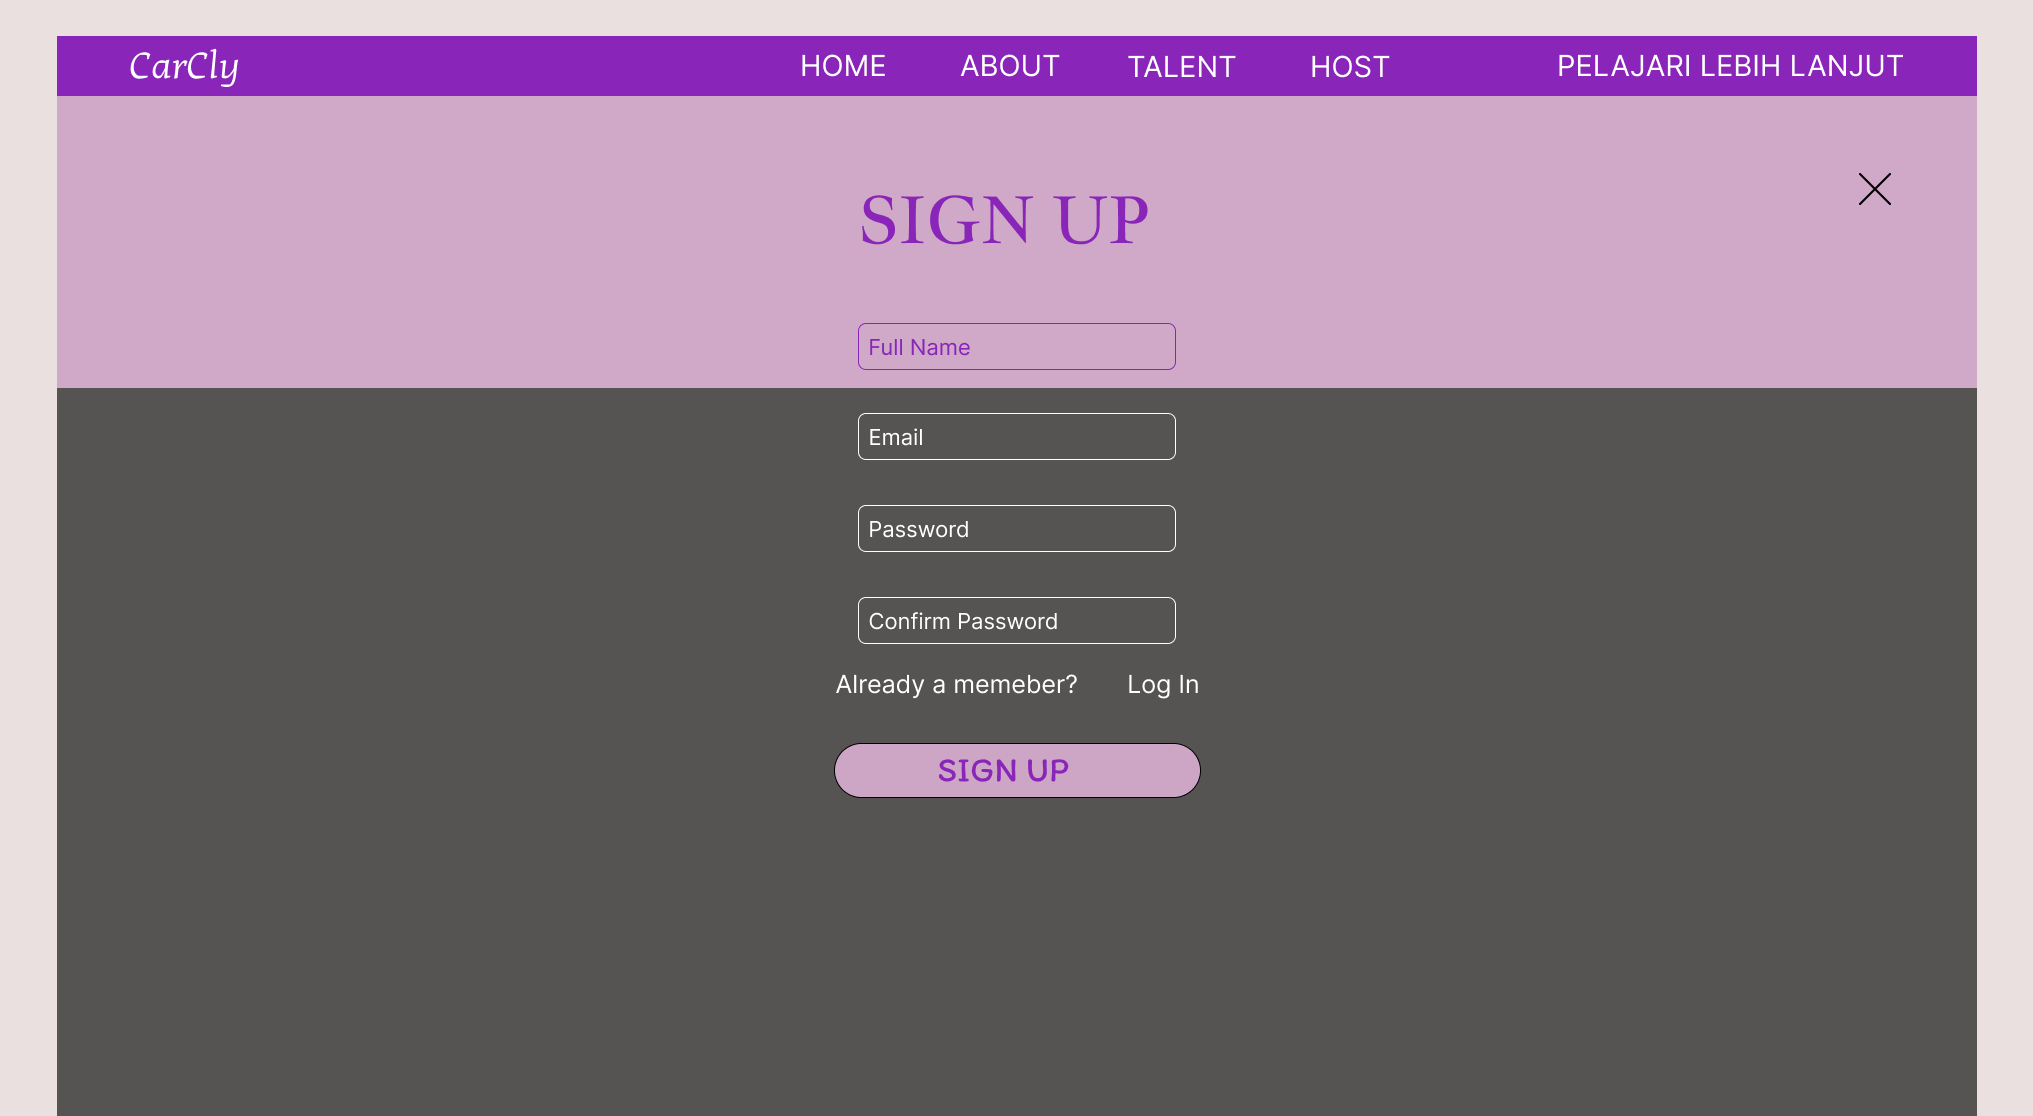 CarCly HOME ABOUT TALENT HOST PELAJARI LEBIH LANJUT
SIGN UP
Full Name
Email
Password
Confirm Password
Already a memeber? Log In
SIGN UP